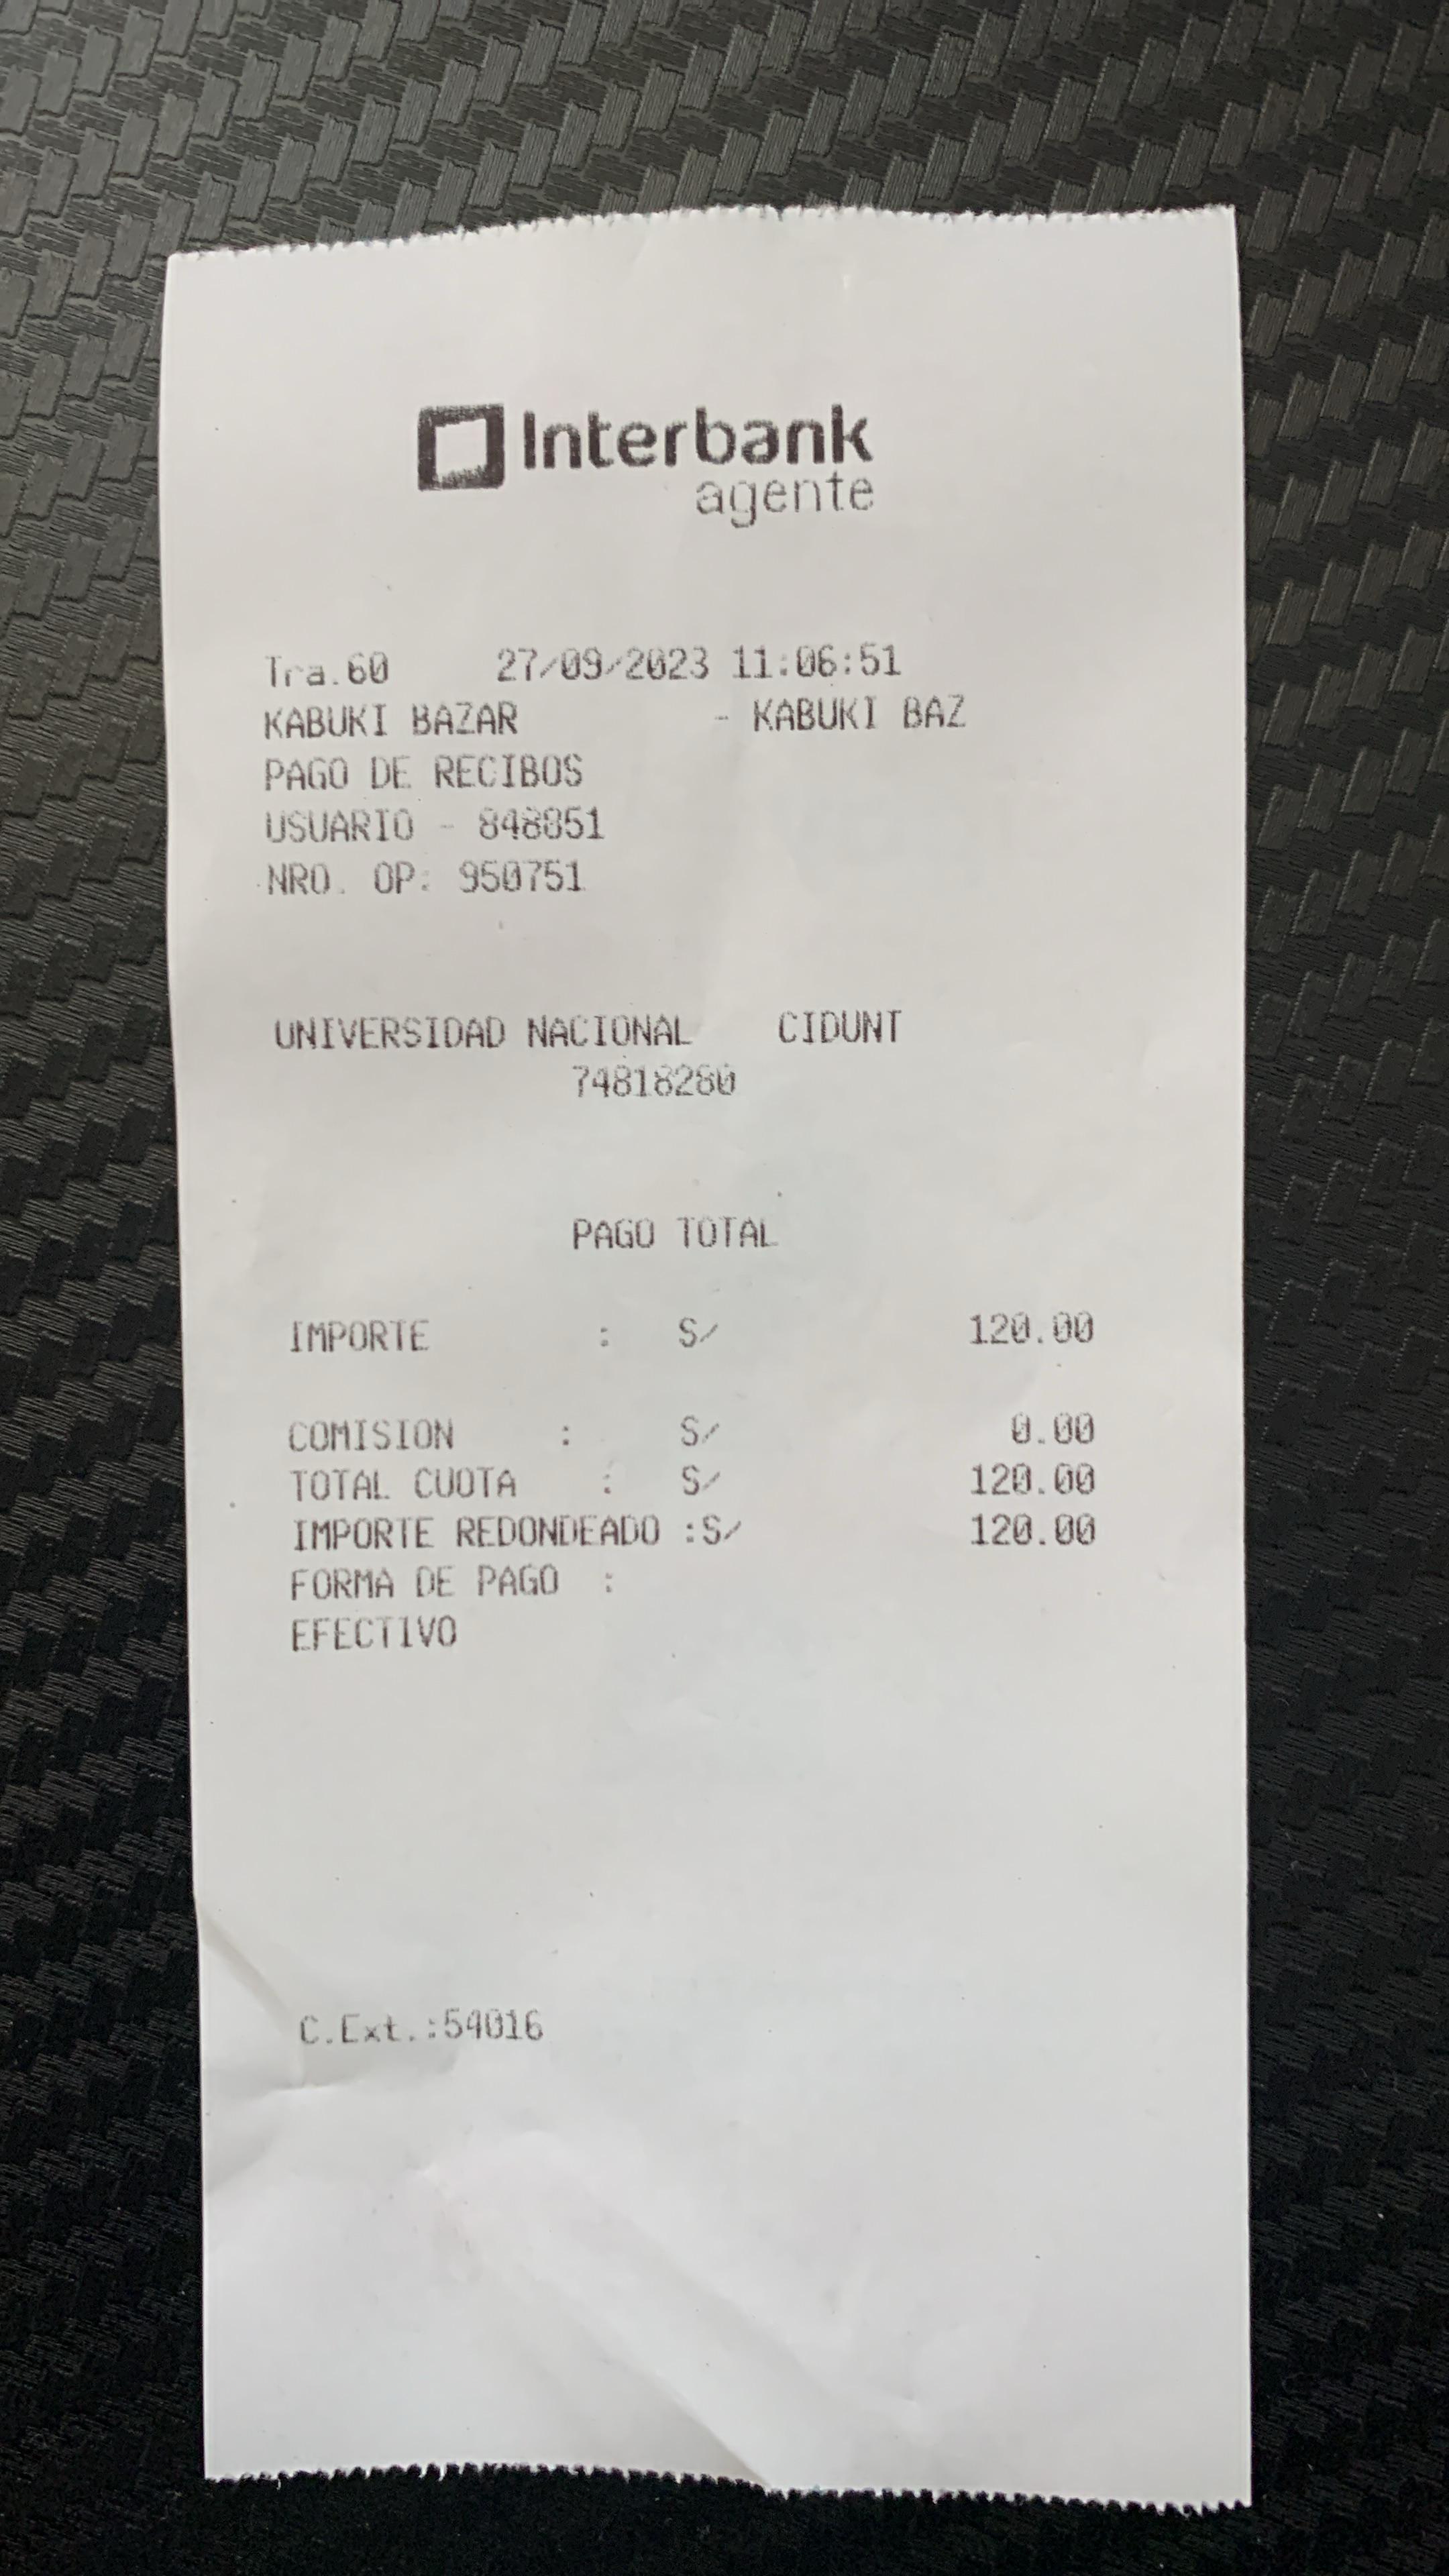 Interbank
agente
Tra.60 27/09/2023 11:06:51
KABUKI BAZAR - KABUKI BAZ
PAGO DE RECIBOS
USUARIO - 848851
NRO. OP: 950751
UNIVERSIDAD NACIONAL CIDUNT
74818280
PAGO TOTAL
IMPORTE : S/ 120.00
COMISION : S/ 0.00
TOTAL CUOTA : S/ 120.00
IMPORTE REDONDEADO :S/ 120.00
FORMA DE PAGO :
EFECTIVO
C.Ext.:54016